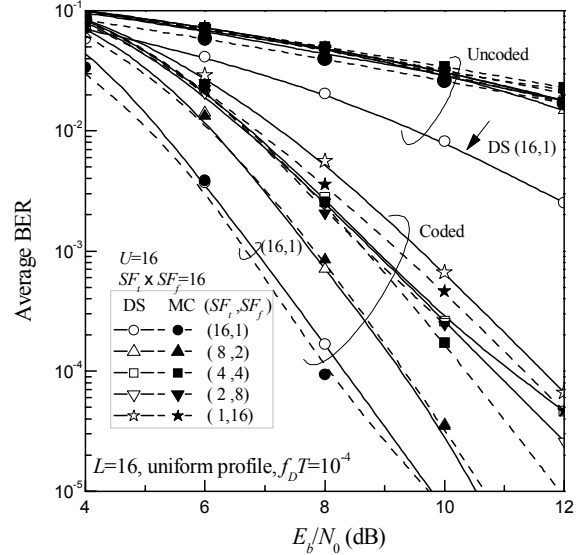 10⁻¹
10⁻²
10⁻³
10⁻⁴
10⁻⁵
Average BER
Uncoded
DS (16,1)
(16,1)
Coded
U=16
SF_t x SF_f=16
DS MC (SF_t ,SF_f)
(16,1)
( 8,2)
( 4,4)
( 2,8)
( 1,16)
L=16, uniform profile, f_D T=10⁻⁴
4 6 8 10 12
E_b/N_0 (dB)